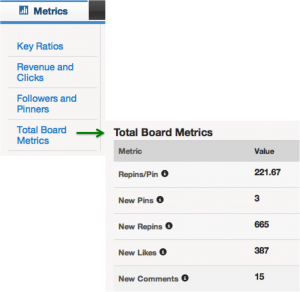 Metrics
Key Ratios
Revenue and
Clicks
Followers and
Pinners
Total Board
Metrics
Total Board Metrics
Metric Value
Repins/Pin 221.67
New Pins 3
New Repins 665
New Likes 387
New Comments 15